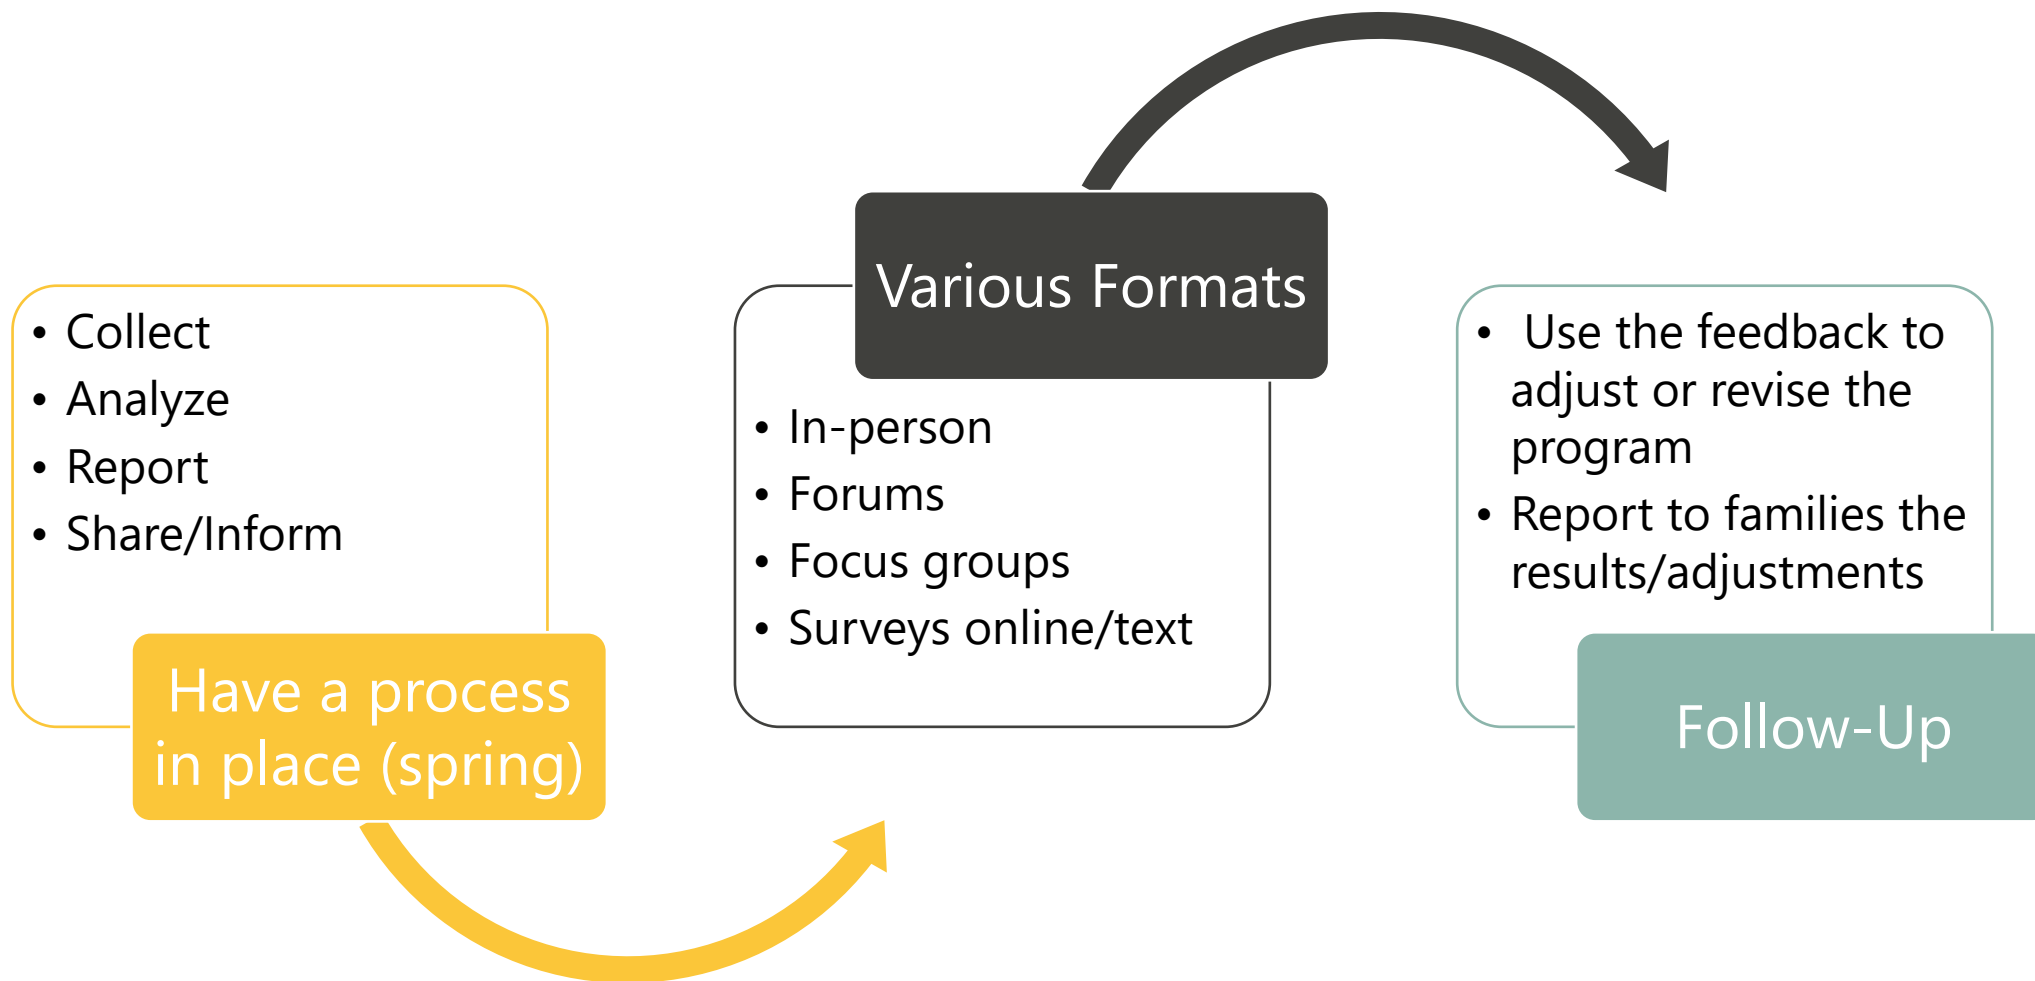 • Collect
• Analyze
• Report
• Share/Inform
Have a process
in place (spring)
Various Formats
• In-person
• Forums
• Focus groups
• Surveys online/text
• Use the feedback to
adjust or revise the
program
• Report to families the
results/adjustments
Follow-Up